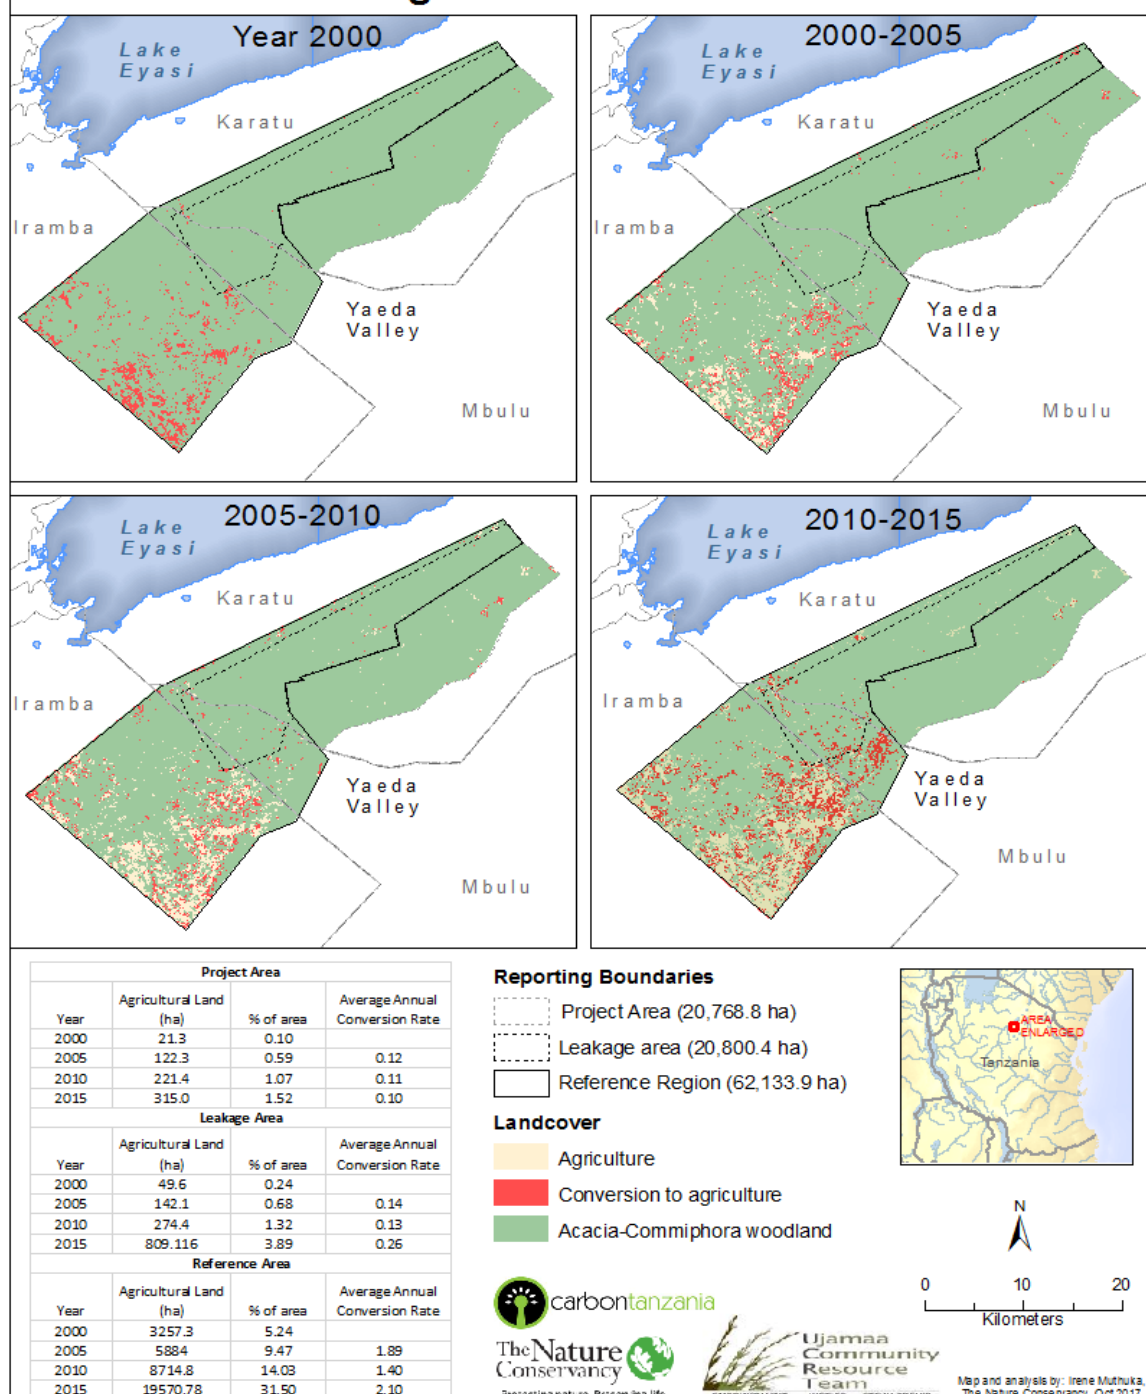 Year 2000
Lake
Eyasi
Karatu
Iramba
Yaeda
Valley
Mbulu
2000-2005
Lake
Eyasi
Karatu
Iramba
Yaeda
Valley
Mbulu
2005-2010
Lake
Eyasi
Karatu
Iramba
Yaeda
Valley
Mbulu
2010-2015
Lake
Eyasi
Karatu
Iramba
Yaeda
Valley
Mbulu
Project Area
Year Agricultural Land (ha) % of area Average Annual Conversion Rate
2000 21.3 0.10
2005 122.3 0.59 0.12
2010 221.4 1.07 0.11
2015 315.0 1.52 0.10
Leakage Area
Year Agricultural Land (ha) % of area Average Annual Conversion Rate
2000 49.6 0.24
2005 142.1 0.68 0.14
2010 274.4 1.32 0.13
2015 809.116 3.89 0.26
Reference Area
Year Agricultural Land (ha) % of area Average Annual Conversion Rate
2000 3257.3 5.24
2005 5884 9.47 1.89
2010 8714.8 14.03 1.40
2015 19570.78 31.50 2.10
Reporting Boundaries
Project Area (20,768.8 ha)
Leakage area (20,800.4 ha)
Reference Region (62,133.9 ha)
Landcover
Agriculture
Conversion to agriculture
Acacia-Commiphora woodland
AREA
ENLARGED
Tanzania
N
0 10 20
Kilometers
carbontanzania
The Nature
Conservancy
Ujamaa
Community
Resource
Team
Map and analysis by: Irene Muthuka,
The Nature Conservancy, Oct 2017